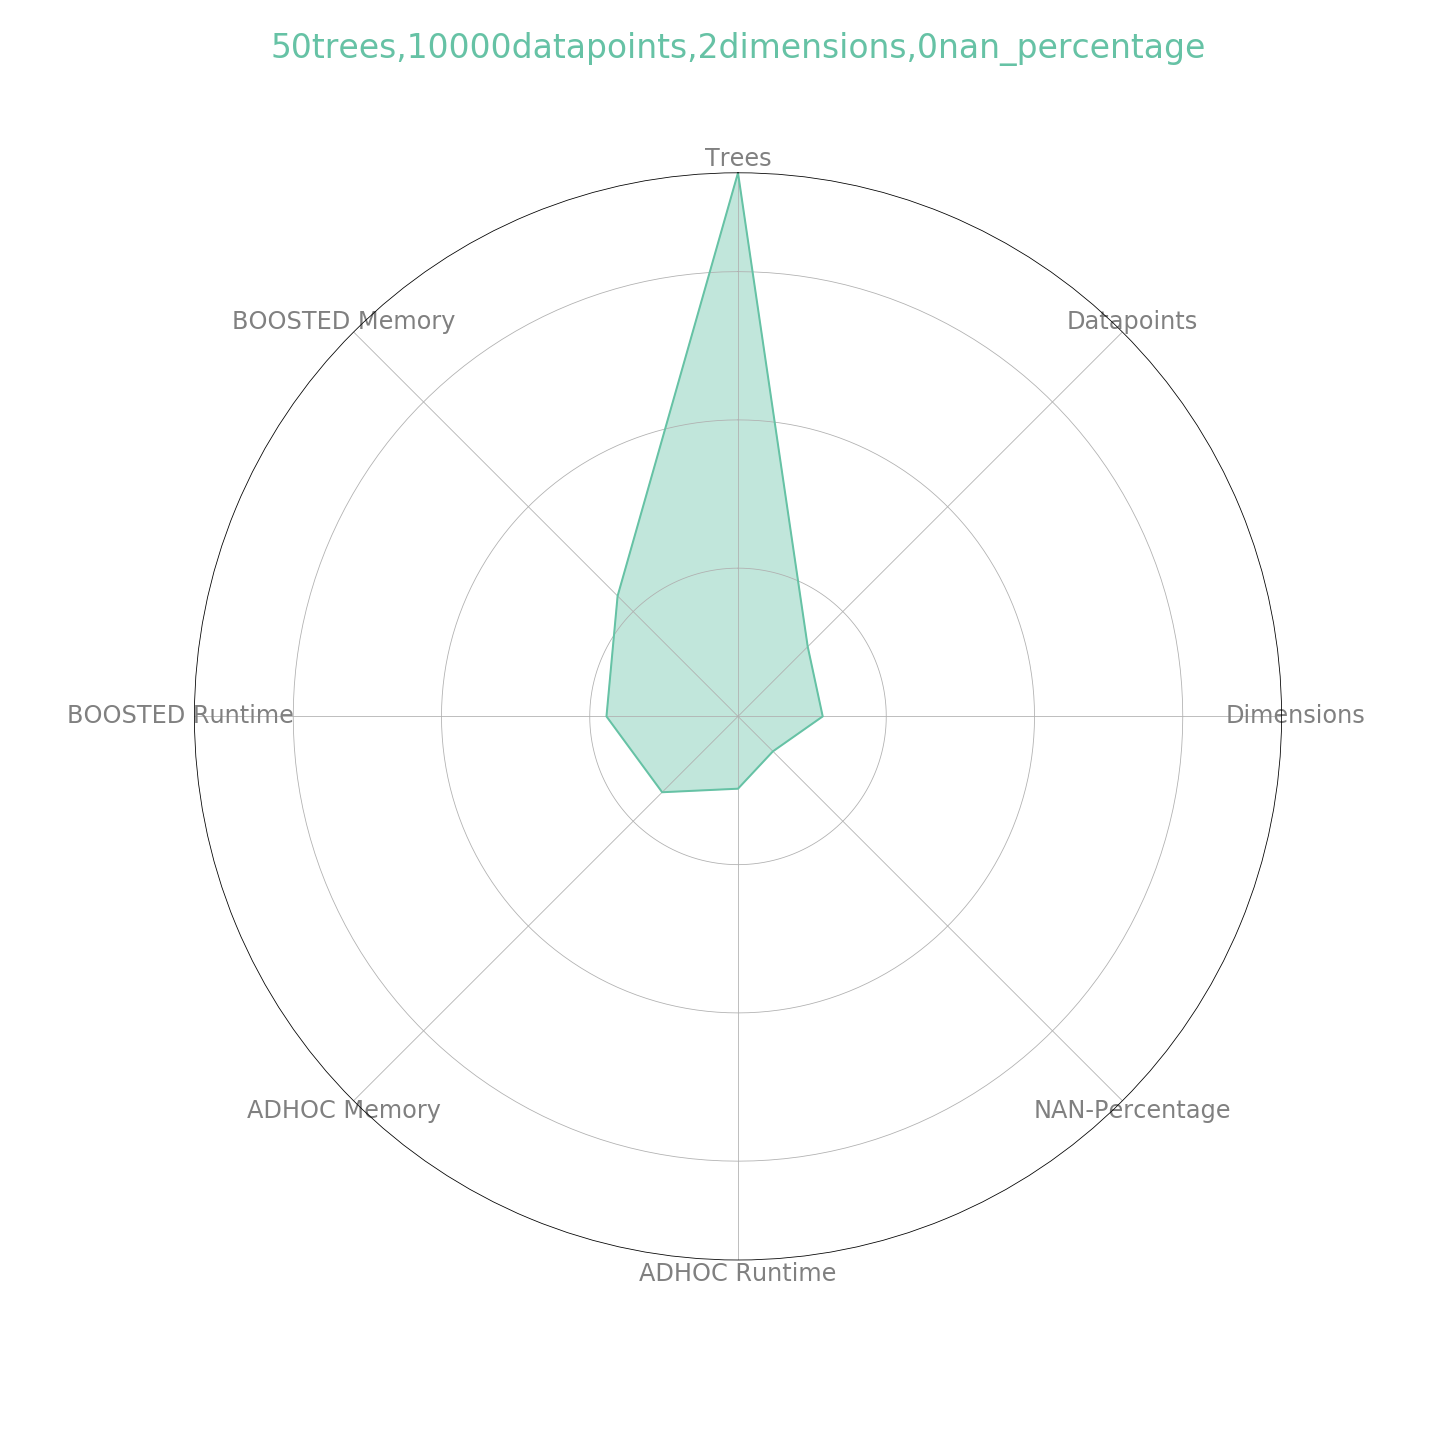 50trees,10000datapoints,2dimensions,0nan_percentage
Trees
BOOSTED Memory
Datapoints
BOOSTED Runtime
Dimensions
ADHOC Memory
NAN-Percentage
ADHOC Runtime